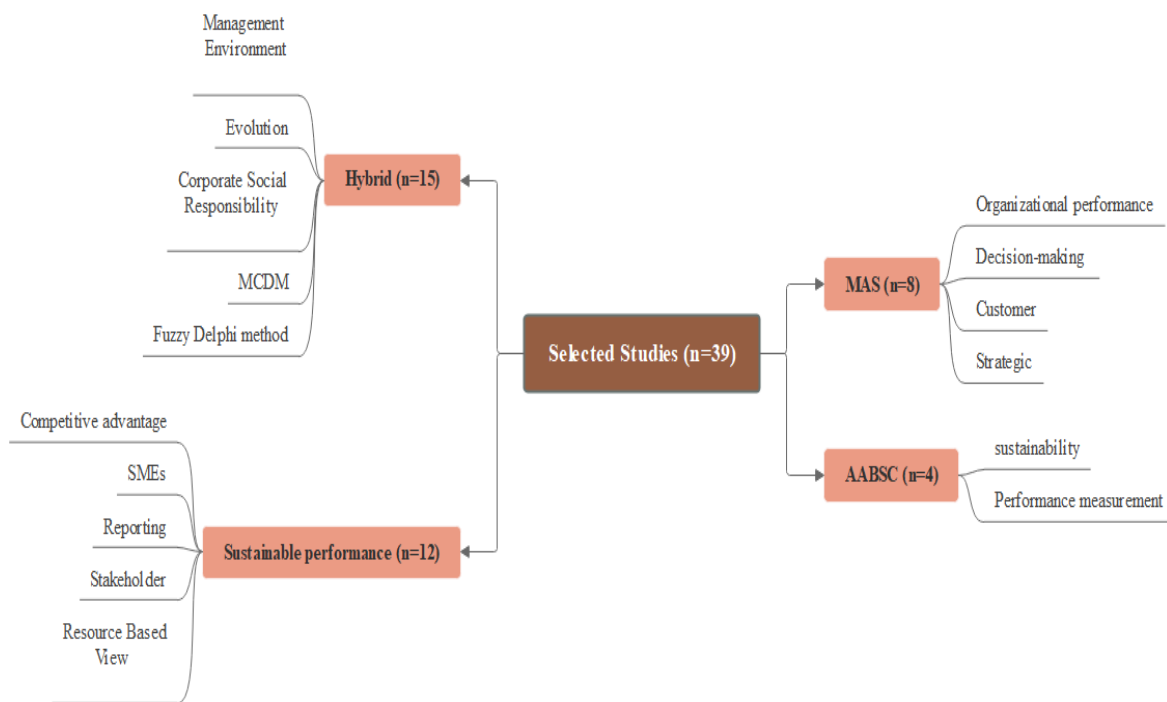 Management
Environment
Evolution
Corporate Social
Responsibility
MCDM
Fuzzy Delphi method
Hybrid (n=15)
Competitive advantage
SMEs
Reporting
Stakeholder
Resource Based
View
Sustainable performance (n=12)
Selected Studies (n=39)
MAS (n=8)
Organizational performance
Decision-making
Customer
Strategic
AABSC (n=4)
sustainability
Performance measurement